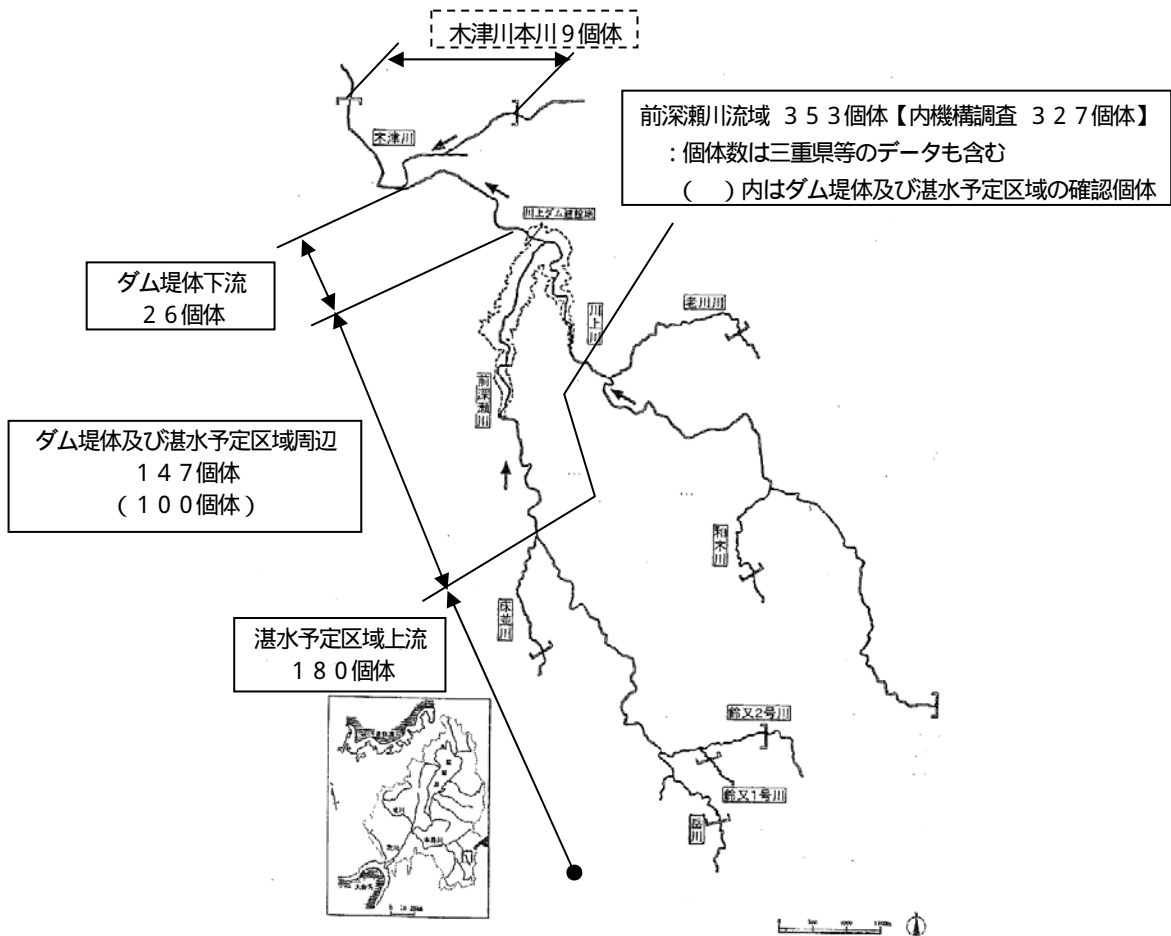 木津川本川9個体
前深瀬川流域 353個体【内機構調査 327個体】
:個体数は三重県等のデータも含む
( )内はダム堤体及び湛水予定区域の確認個体
木津川
川上ダム建設地
ダム堤体下流
26個体
老川川
川上川
前深瀬川
ダム堤体及び湛水予定区域周辺
147個体
(100個体)
和木川
床並川
湛水予定区域上流
180個体
鈴又2号川
鈴又1号川
岳川